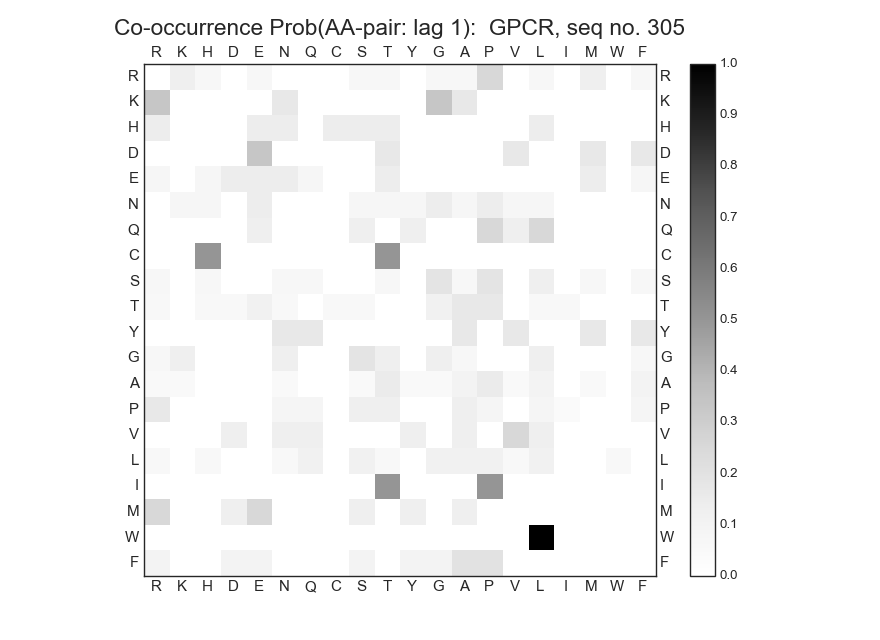 Co-occurrence Prob(AA-pair: lag 1):  GPCR, seq no. 305
R K H D E N Q C S T Y G A P V L I M W F
R R 1.0
K K 0.9
H H
D D 0.8
E E 0.7
N N
Q Q 0.6
C C
S S 0.5
T T
Y Y 0.4
G G
A A 0.3
P P
V V
L L 0.2
I I
M M 0.1
W W
F F 0.0
R K H D E N Q C S T Y G A P V L I M W F